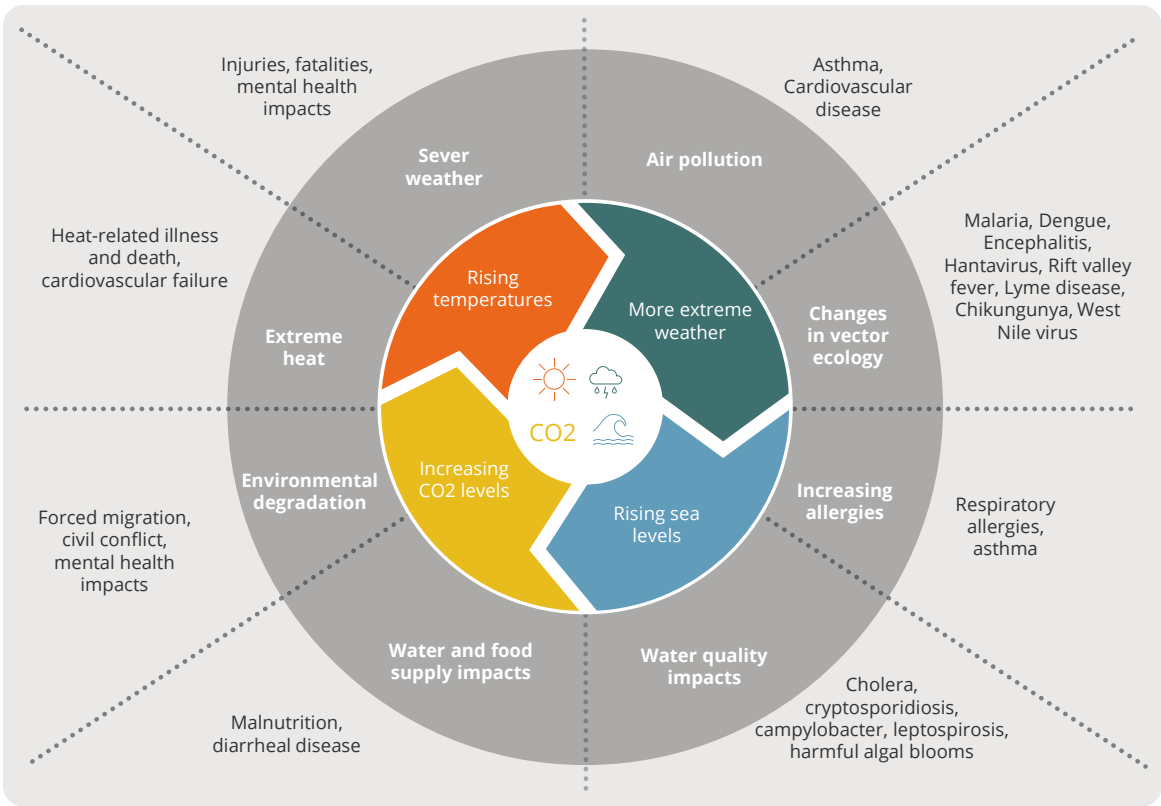 Injuries, fatalities,
mental health
impacts
Asthma,
Cardiovascular
disease
Sever
weather
Air pollution
Heat-related illness
and death,
cardiovascular failure
Malaria, Dengue,
Encephalitis,
Hantavirus, Rift valley
fever, Lyme disease,
Chikungunya, West
Nile virus
Rising
temperatures
More extreme
weather
Extreme
heat
Changes
in vector
ecology
CO2
Increasing
CO2 levels
Rising sea
levels
Environmental
degradation
Increasing
allergies
Forced migration,
civil conflict,
mental health
impacts
Respiratory
allergies,
asthma
Water and food
supply impacts
Water quality
impacts
Malnutrition,
diarrheal disease
Cholera,
cryptosporidiosis,
campylobacter, leptospirosis,
harmful algal blooms